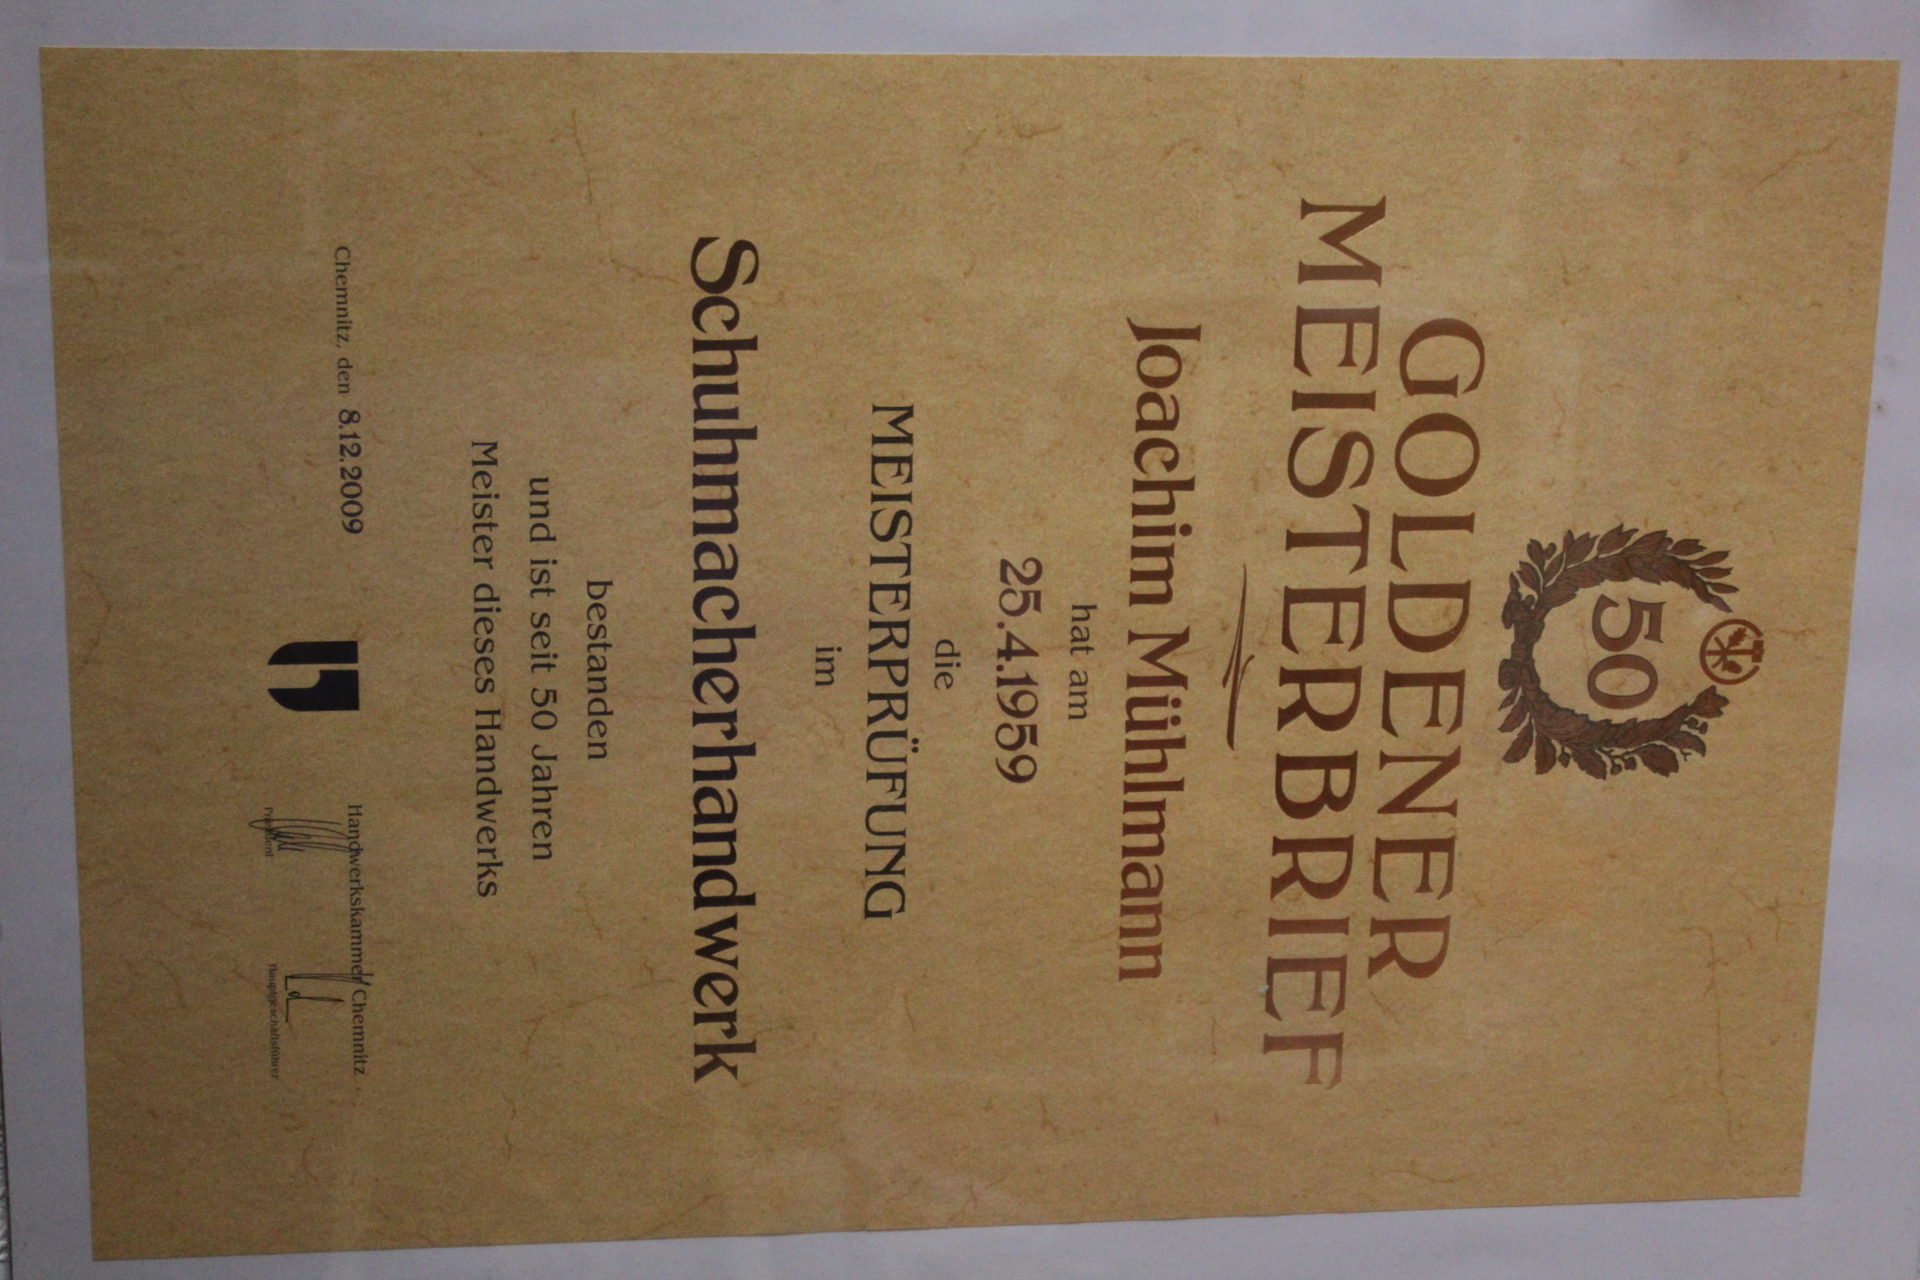 50
GOLDENER
MEISTERBRIEF
Joachim Mühlmann
hat am
25.4.1959
die
MEISTERPRÜFUNG
im
Schuhmacherhandwerk
bestanden
und ist seit 50 Jahren
Meister dieses Handwerks
Chemnitz, den 8.12.2009
Handwerkskammer Chemnitz
Präsident
Hauptgeschäftsführer